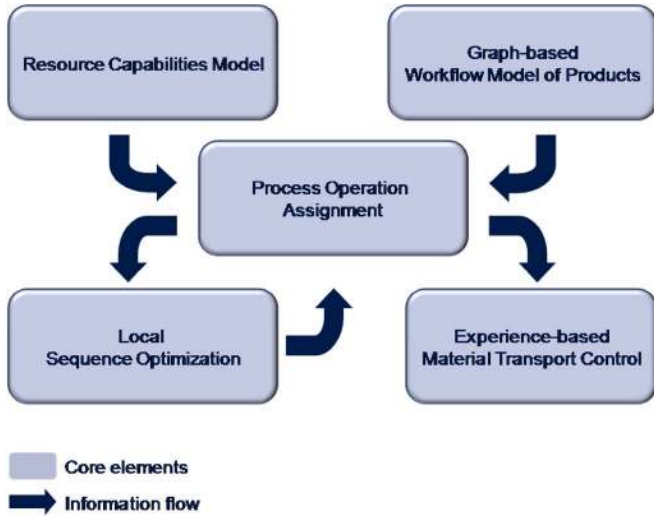 Resource Capabilities Model
Graph-based
Workflow Model of Products
Process Operation
Assignment
Local
Sequence Optimization
Experience-based
Material Transport Control
Core elements
Information flow